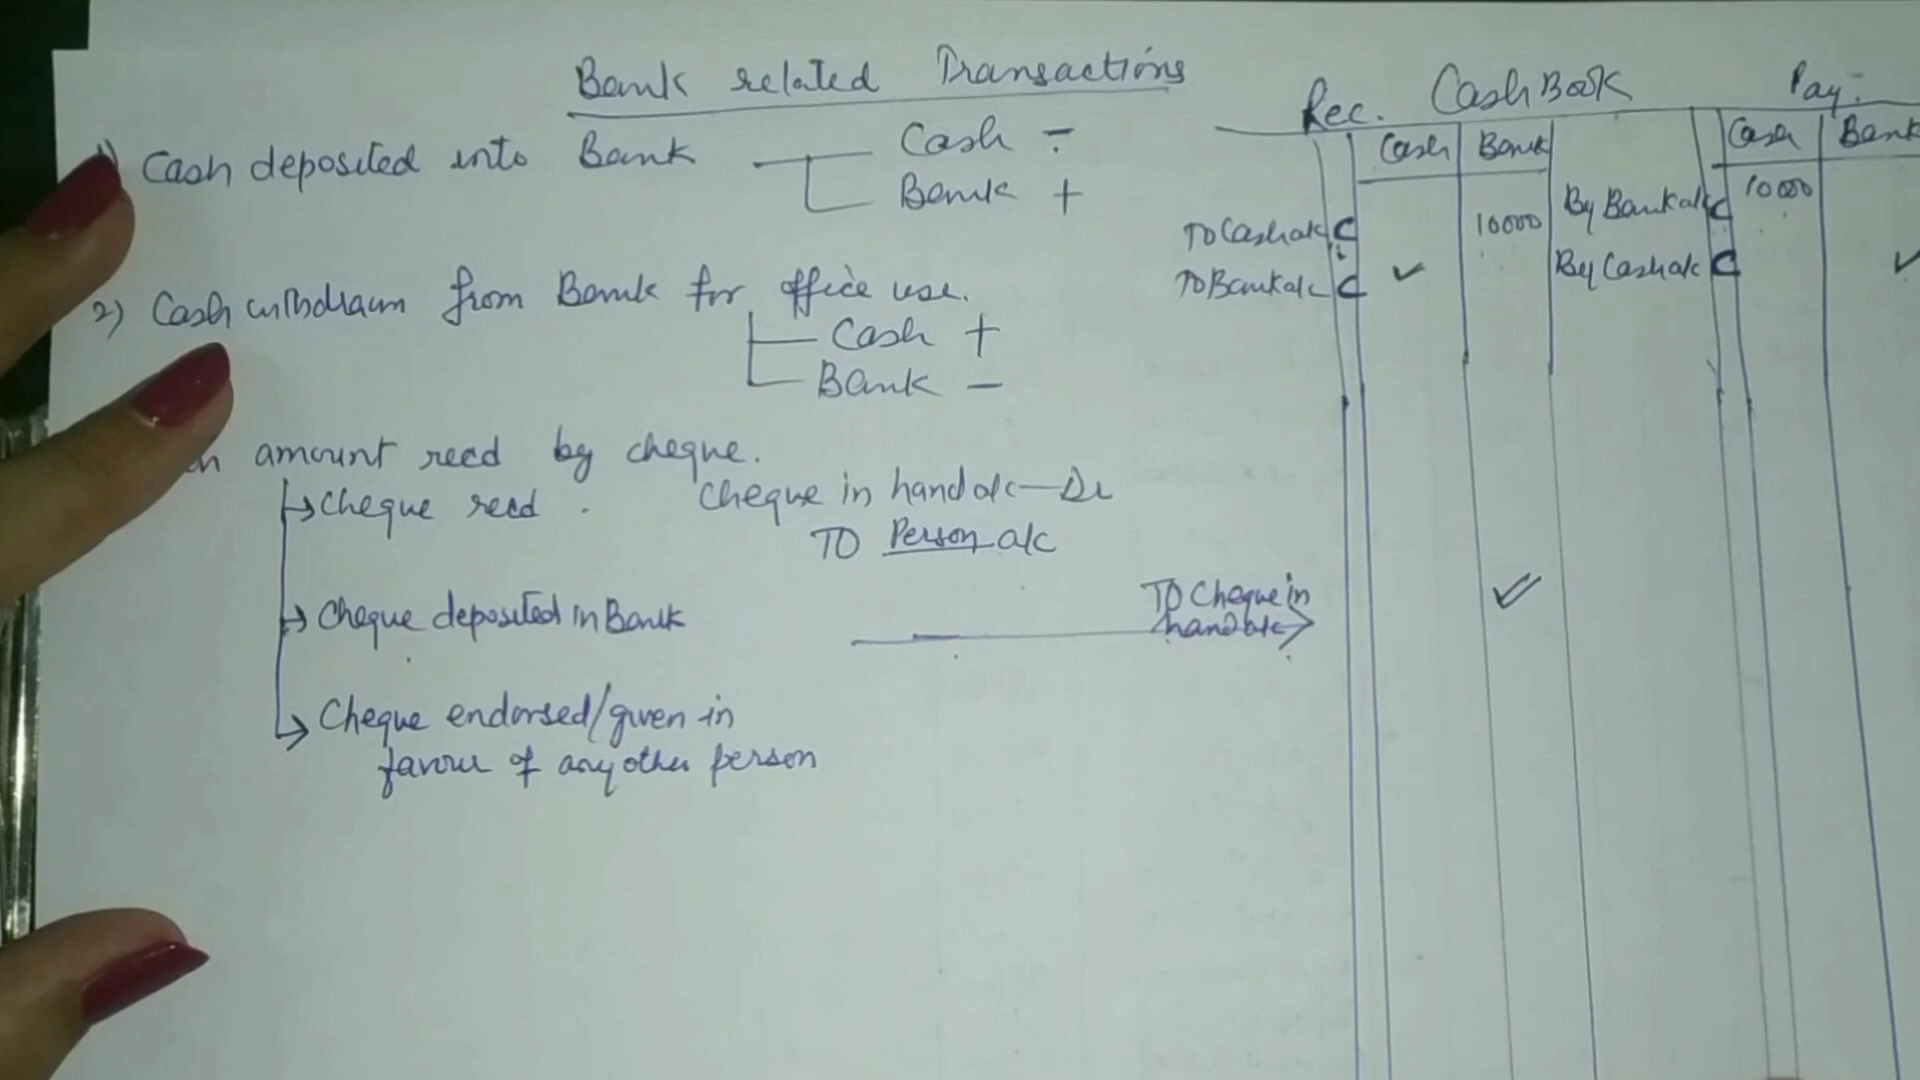 Bank related Transactions
1) Cash deposited into Bank
Cash -
Bank +
2) Cash withdrawn from Bank for office use.
Cash +
Bank -
amount recd by cheque.
Cheque recd. Cheque in hand a/c - Dr
TO Person a/c
Cheque deposited in Bank
Cheque endorsed/given in
favour of any other person
Rec. Cash Book Pay.
Cash Bank Cash Bank
To Cash a/c C 10000 By Bank a/c C 10000
To Bank a/c C ✓ By Cash a/c C ✓
TO Cheque in
hand a/c ✓